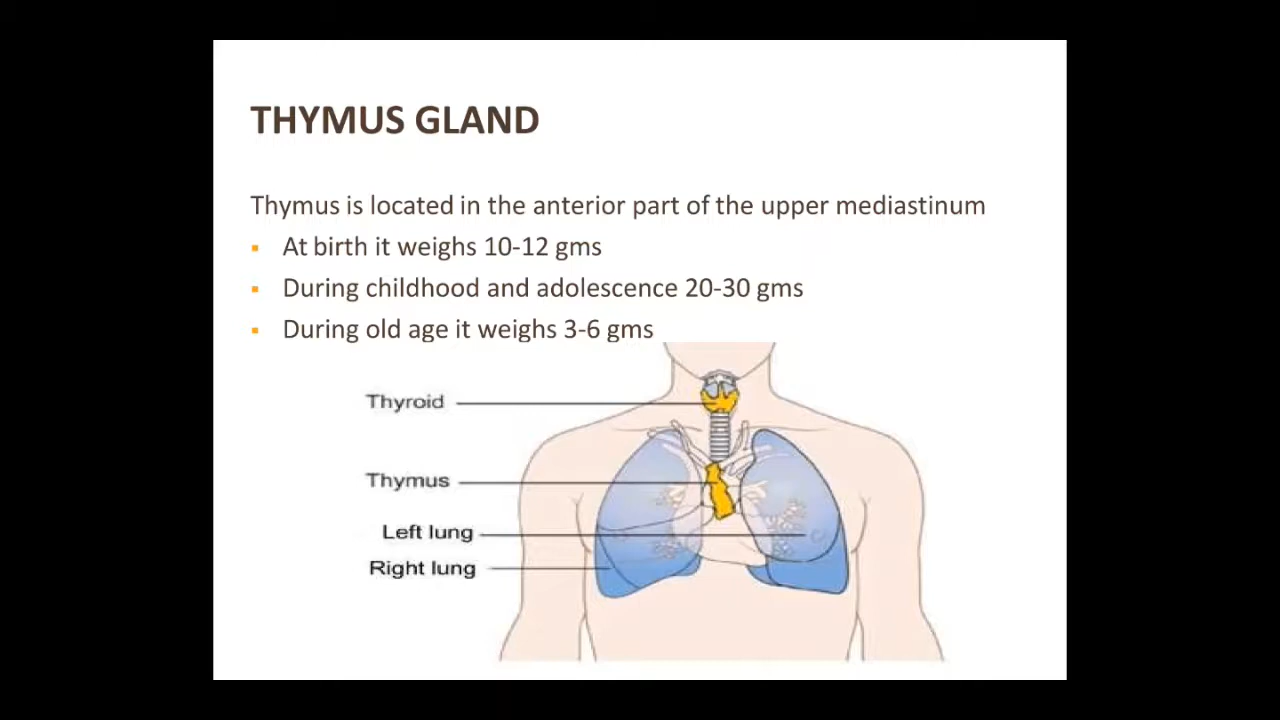 THYMUS GLAND
Thymus is located in the anterior part of the upper mediastinum
▪ At birth it weighs 10-12 gms
▪ During childhood and adolescence 20-30 gms
▪ During old age it weighs 3-6 gms
Thyroid
Thymus
Left lung
Right lung